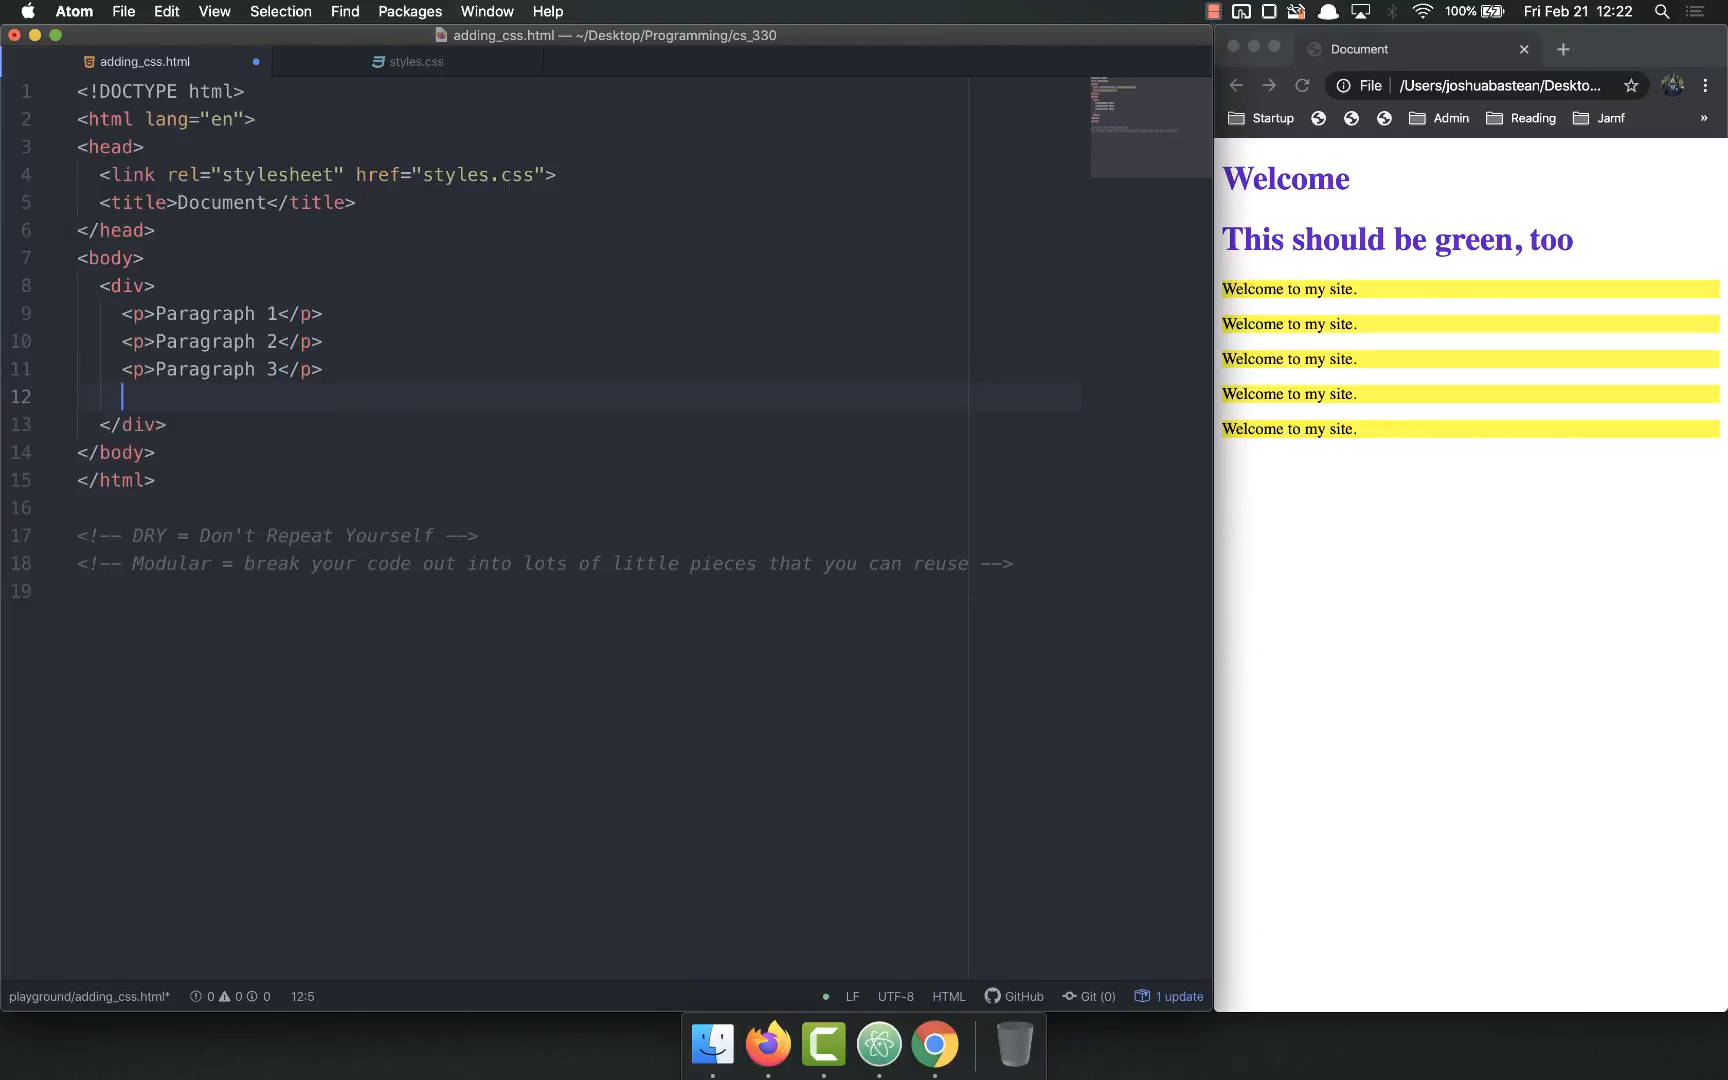 Atom File Edit View Selection Find Packages Window Help 100% Fri Feb 21 12:22
adding_css.html — ~/Desktop/Programming/cs_330
adding_css.html styles.css
1 <!DOCTYPE html>
2 <html lang="en">
3 <head>
4 <link rel="stylesheet" href="styles.css">
5 <title>Document</title>
6 </head>
7 <body>
8 <div>
9 <p>Paragraph 1</p>
10 <p>Paragraph 2</p>
11 <p>Paragraph 3</p>
12
13 </div>
14 </body>
15 </html>
16
17 <!-- DRY = Don't Repeat Yourself -->
18 <!-- Modular = break your code out into lots of little pieces that you can reuse -->
19
playground/adding_css.html* 0 0 0 12:5 LF UTF-8 HTML GitHub Git (0) 1 update
Document
File /Users/joshuabastean/Deskto...
Startup Admin Reading Jamf »
Welcome
This should be green, too
Welcome to my site.
Welcome to my site.
Welcome to my site.
Welcome to my site.
Welcome to my site.